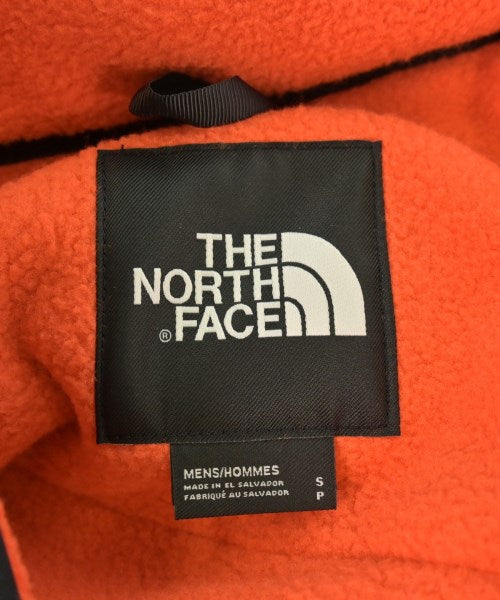 THE
NORTH
FACE
®
MENS/HOMMES
MADE IN EL SALVADOR S
FABRIQUÉ AU SALVADOR P